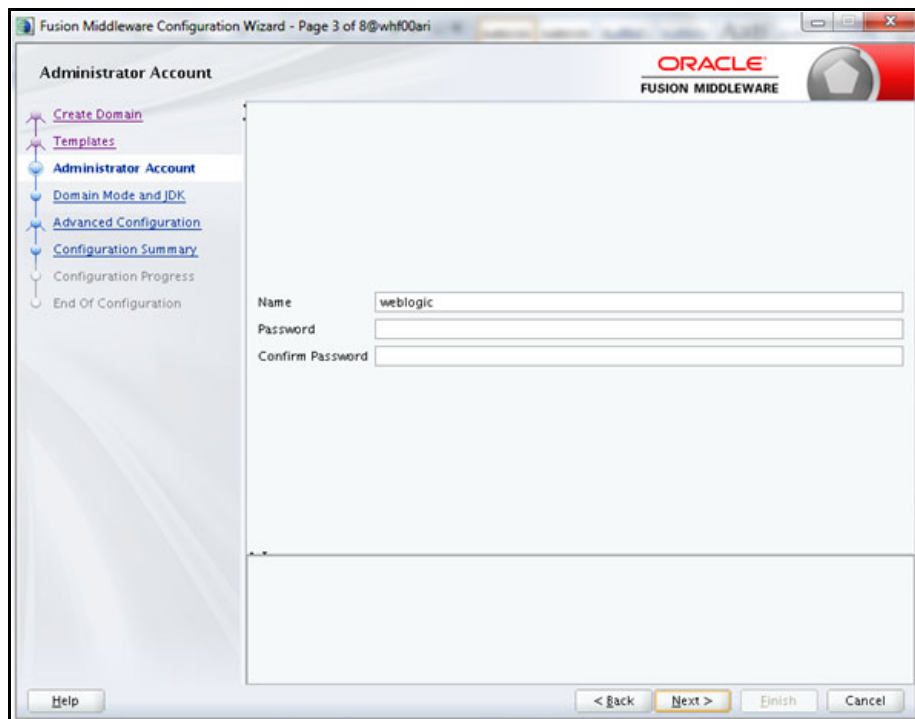 Fusion Middleware Configuration Wizard - Page 3 of 8@whf00ari
Administrator Account
ORACLE
FUSION MIDDLEWARE
Create Domain
Templates
Administrator Account
Domain Mode and JDK
Advanced Configuration
Configuration Summary
Configuration Progress
End Of Configuration
Name weblogic
Password
Confirm Password
Help < Back Next > Finish Cancel